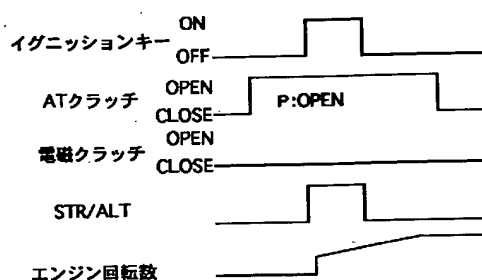 ON
イグニッションキー
OFF
OPEN
ATクラッチ
P:OPEN
CLOSE
OPEN
電磁クラッチ
CLOSE
STR/ALT
エンジン回転数